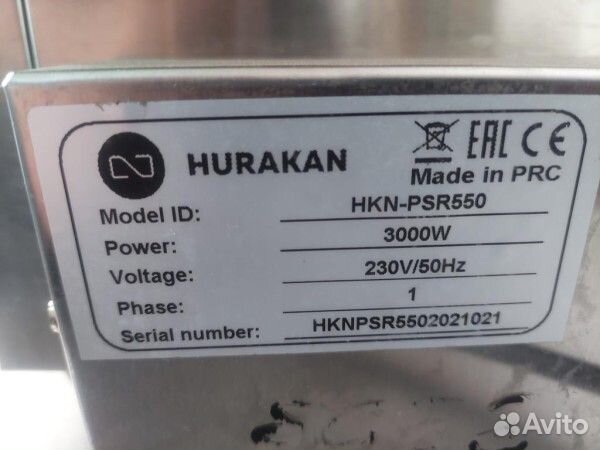 HURAKAN
EAC CE
Made in PRC
Model ID: HKN-PSR550
Power: 3000W
Voltage: 230V/50Hz
Phase: 1
Serial number: HKNPSR5502021021
Avito